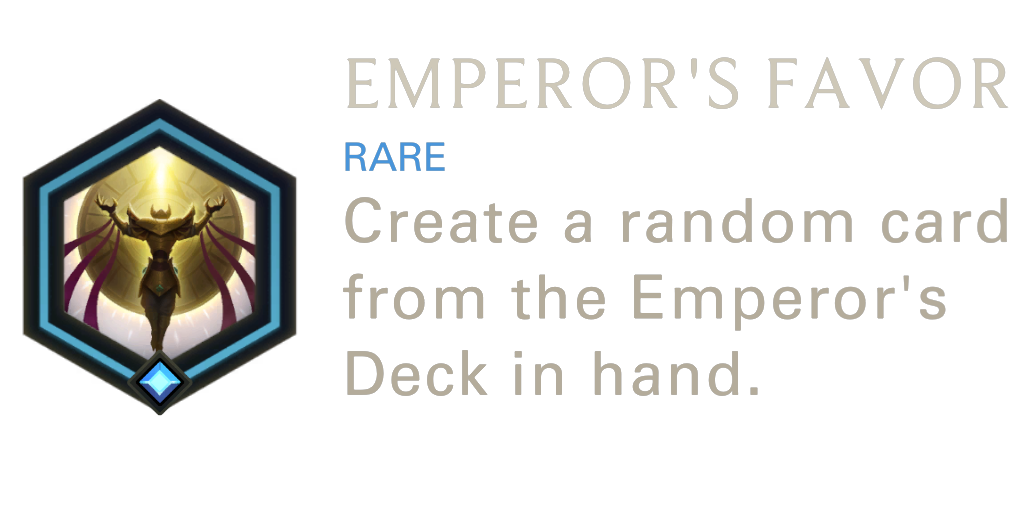 EMPEROR'S FAVOR
RARE
Create a random card
from the Emperor's
Deck in hand.